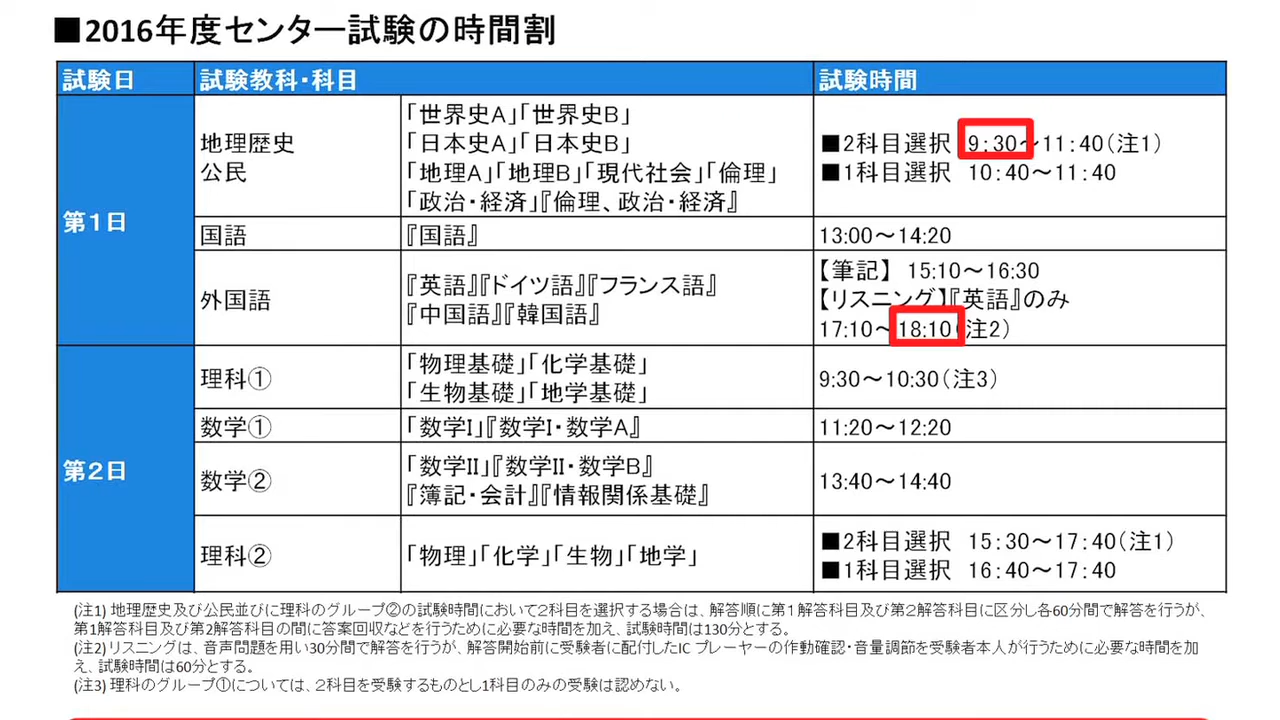 ■2016年度センター試験の時間割
試験日 試験教科・科目 試験時間
第1日
地理歴史
公民
「世界史A」「世界史B」
「日本史A」「日本史B」
「地理A」「地理B」「現代社会」「倫理」
「政治・経済」『倫理、政治・経済』
■2科目選択 9:30～11:40(注1)
■1科目選択 10:40～11:40
国語 『国語』 13:00～14:20
外国語
『英語』『ドイツ語』『フランス語』
『中国語』『韓国語』
【筆記】 15:10～16:30
【リスニング】『英語』のみ
17:10～18:10(注2)
第2日
理科①
「物理基礎」「化学基礎」
「生物基礎」「地学基礎」
9:30～10:30(注3)
数学① 「数学I」『数学I・数学A』 11:20～12:20
数学②
「数学II」『数学II・数学B』
『簿記・会計』『情報関係基礎』
13:40～14:40
理科② 「物理」「化学」「生物」「地学」
■2科目選択 15:30～17:40(注1)
■1科目選択 16:40～17:40
(注1) 地理歴史及び公民並びに理科のグループ②の試験時間において2科目を選択する場合は、解答順に第1解答科目及び第2解答科目に区分し各60分間で解答を行うが、
第1解答科目及び第2解答科目の間に答案回収などを行うために必要な時間を加え、試験時間は130分とする。
(注2) リスニングは、音声問題を用い30分間で解答を行うが、解答開始前に受験者に配付したIC プレーヤーの作動確認・音量調節を受験者本人が行うために必要な時間を加
え、試験時間は60分とする。
(注3) 理科のグループ①については、2科目を受験するものとし1科目のみの受験は認めない。